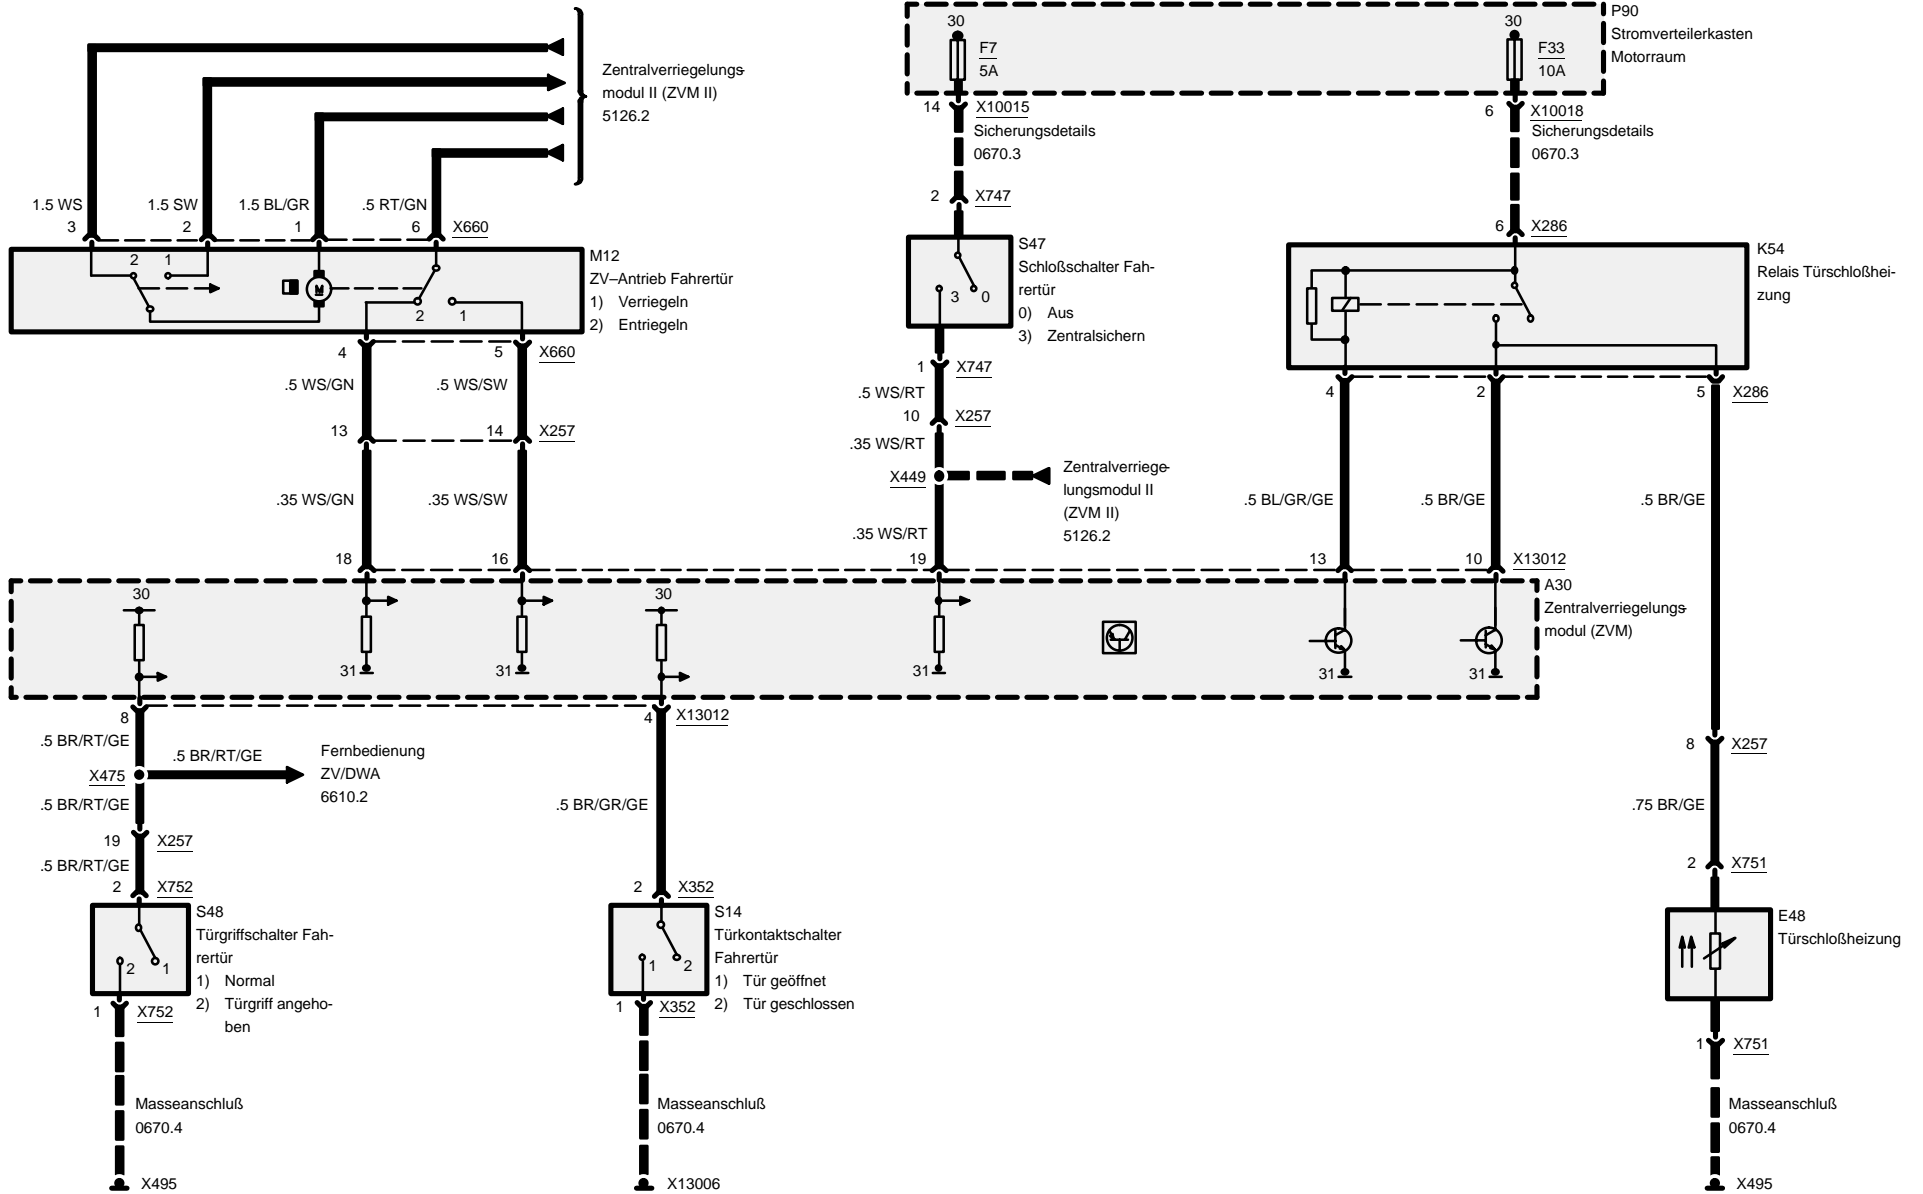 P90
Stromverteilerkasten
Motorraum
30
F7
5A
30
F33
10A
Zentralverriegelungs-
modul II (ZVM II)
5126.2
14 X10015
Sicherungsdetails
0670.3
6 X10018
Sicherungsdetails
0670.3
1.5 WS
3
1.5 SW
2
1.5 BL/GR
1
.5 RT/GN
6 X660
2 X747
6 X286
M12
ZV–Antrieb Fahrertür
1) Verriegeln
2) Entriegeln
2 1
M
2 1
S47
Schloßschalter Fah-
rertür
0) Aus
3) Zentralsichern
3 0
K54
Relais Türschloßhei-
zung
4 5 X660
.5 WS/GN .5 WS/SW
13 14 X257
.35 WS/GN .35 WS/SW
18 16
1 X747
.5 WS/RT
10 X257
.35 WS/RT
X449
Zentralverriege-
lungsmodul II
(ZVM II)
5126.2
.35 WS/RT
19
4 2 5 X286
.5 BL/GR/GE .5 BR/GE .5 BR/GE
13 10 X13012
A30
Zentralverriegelungs-
modul (ZVM)
30 30
31 31 31 31 31
8 4 X13012
.5 BR/RT/GE
X475
.5 BR/RT/GE
Fernbedienung
ZV/DWA
6610.2
.5 BR/RT/GE
19 X257
.5 BR/RT/GE
2 X752
.5 BR/GR/GE
2 X352
8 X257
.75 BR/GE
2 X751
S48
Türgriffschalter Fah-
rertür
1) Normal
2) Türgriff angeho-
ben
2 1
1 X752
S14
Türkontaktschalter
Fahrertür
1) Tür geöffnet
2) Tür geschlossen
1 2
1 X352
E48
Türschloßheizung
1 X751
Masseanschluß
0670.4
X495
Masseanschluß
0670.4
X13006
Masseanschluß
0670.4
X495